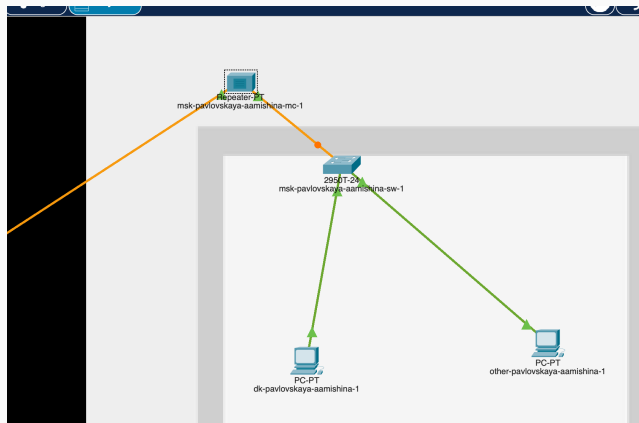 Repeater-PT
msk-pavlovskaya-aamishina-mc-1
2950T-24
msk-pavlovskaya-aamishina-sw-1
PC-PT
dk-pavlovskaya-aamishina-1
PC-PT
other-pavlovskaya-aamishina-1